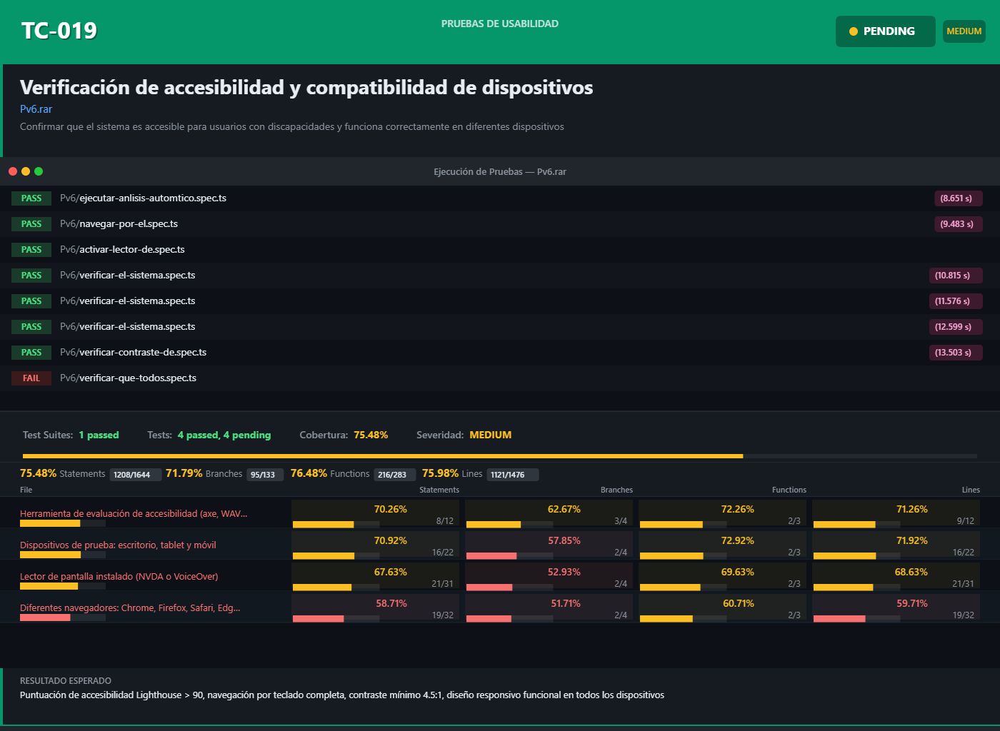 TC-019
PRUEBAS DE USABILIDAD
PENDING
MEDIUM
Verificación de accesibilidad y compatibilidad de dispositivos
Pv6.rar
Confirmar que el sistema es accesible para usuarios con discapacidades y funciona correctamente en diferentes dispositivos
Ejecución de Pruebas — Pv6.rar
PASS Pv6/ejecutar-anlisis-automtico.spec.ts (8.651 s)
PASS Pv6/navegar-por-el.spec.ts (9.483 s)
PASS Pv6/activar-lector-de.spec.ts
PASS Pv6/verificar-el-sistema.spec.ts (10.815 s)
PASS Pv6/verificar-el-sistema.spec.ts (11.576 s)
PASS Pv6/verificar-el-sistema.spec.ts (12.599 s)
PASS Pv6/verificar-contraste-de.spec.ts (13.503 s)
FAIL Pv6/verificar-que-todos.spec.ts
Test Suites: 1 passed Tests: 4 passed, 4 pending Cobertura: 75.48% Severidad: MEDIUM
75.48% Statements 1208/1644 71.79% Branches 95/133 76.48% Functions 216/283 75.98% Lines 1121/1476
File Statements Branches Functions Lines
Herramienta de evaluación de accesibilidad (axe, WAV... 70.26% 8/12 62.67% 3/4 72.26% 2/3 71.26% 9/12
Dispositivos de prueba: escritorio, tablet y móvil 70.92% 16/22 57.85% 2/4 72.92% 2/3 71.92% 16/22
Lector de pantalla instalado (NVDA o VoiceOver) 67.63% 21/31 52.93% 2/4 69.63% 2/3 68.63% 21/31
Diferentes navegadores: Chrome, Firefox, Safari, Edg... 58.71% 19/32 51.71% 2/4 60.71% 2/3 59.71% 19/32
RESULTADO ESPERADO
Puntuación de accesibilidad Lighthouse > 90, navegación por teclado completa, contraste mínimo 4.5:1, diseño responsivo funcional en todos los dispositivos